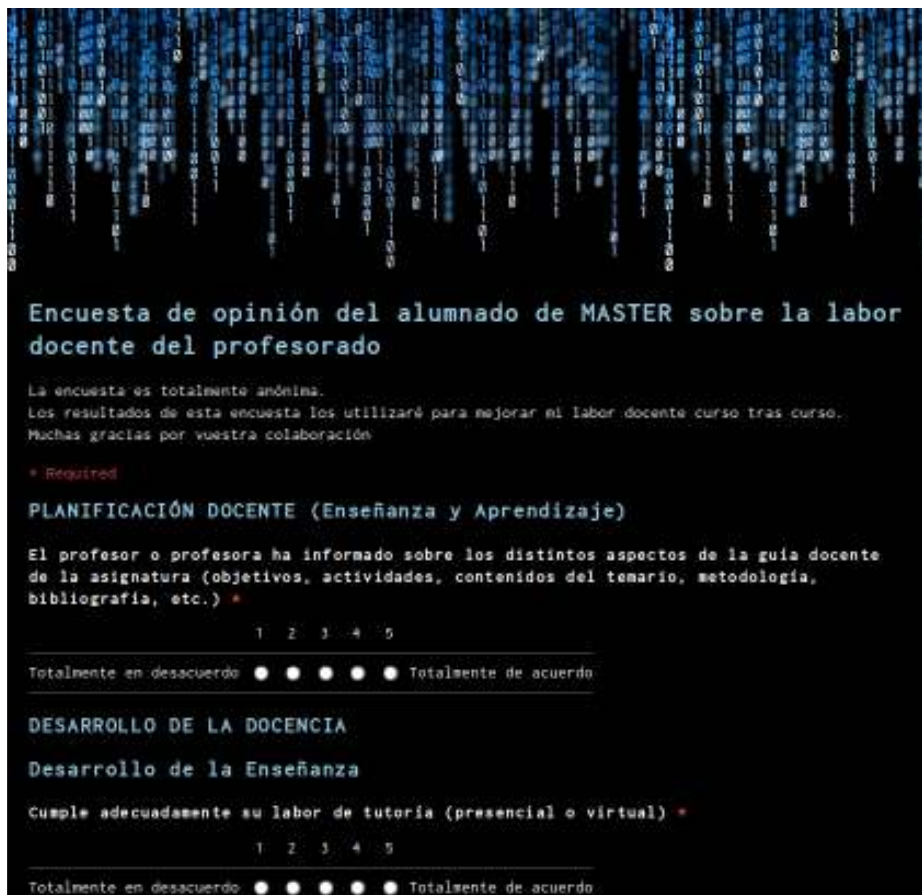 Encuesta de opinión del alumnado de MASTER sobre la labor
docente del profesorado
La encuesta es totalmente anónima.
Los resultados de esta encuesta los utilizaré para mejorar mi labor docente curso tras curso.
Muchas gracias por vuestra colaboración
* Required
PLANIFICACIÓN DOCENTE (Enseñanza y Aprendizaje)
El profesor o profesora ha informado sobre los distintos aspectos de la guía docente
de la asignatura (objetivos, actividades, contenidos del temario, metodología,
bibliografía, etc.) *
1 2 3 4 5
Totalmente en desacuerdo Totalmente de acuerdo
DESARROLLO DE LA DOCENCIA
Desarrollo de la Enseñanza
Cumple adecuadamente su labor de tutoría (presencial o virtual) *
1 2 3 4 5
Totalmente en desacuerdo Totalmente de acuerdo